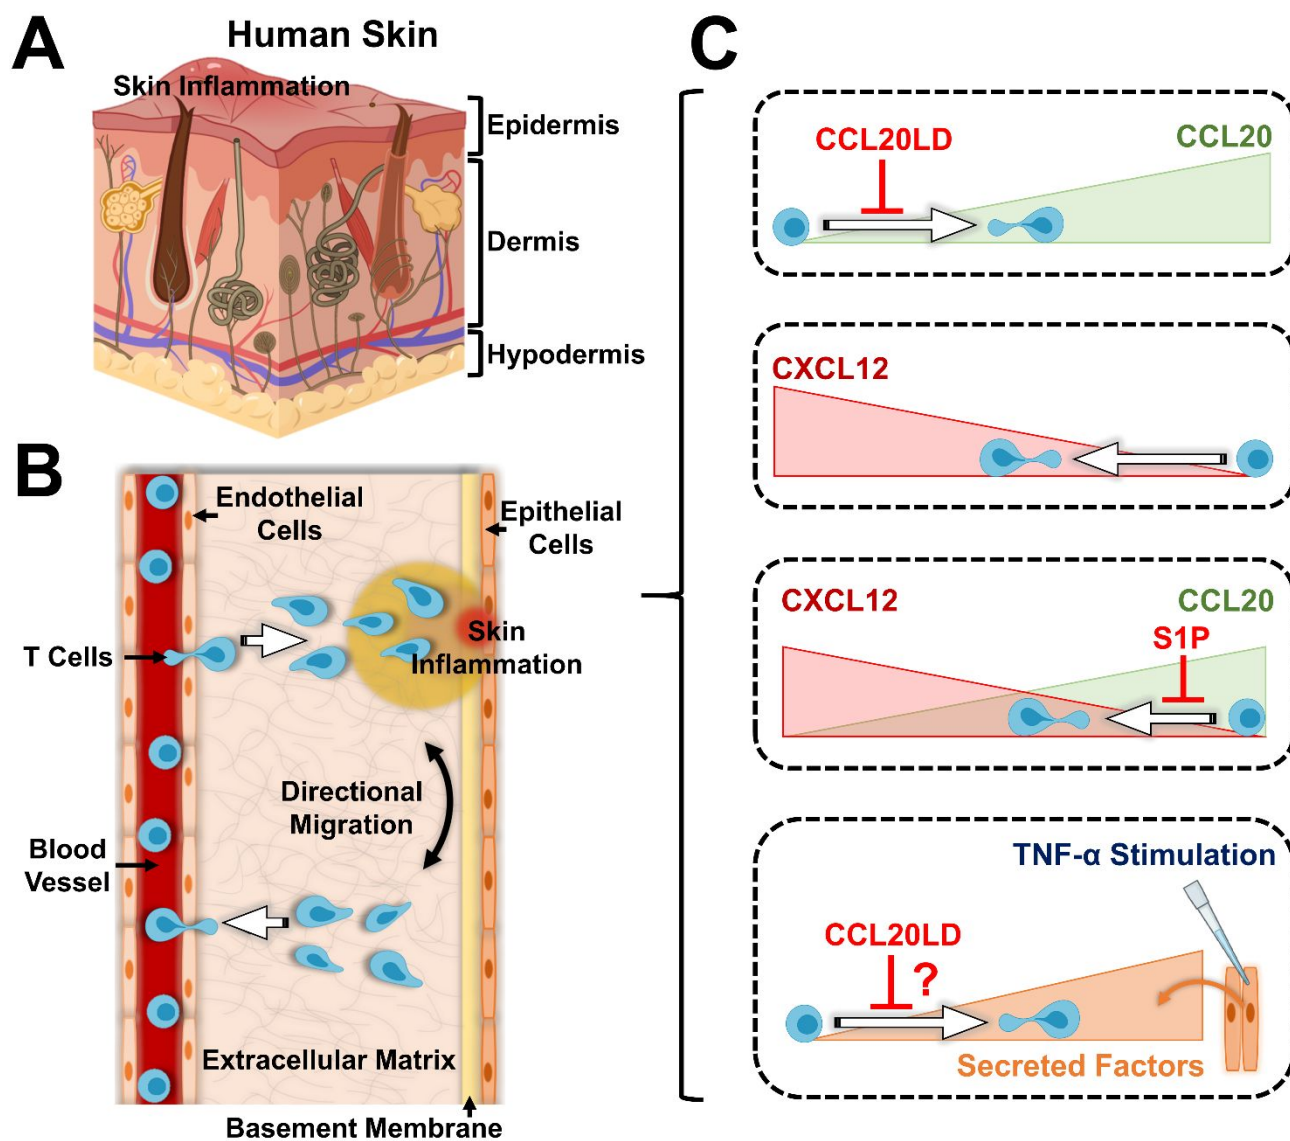 A
Human Skin
Skin Inflammation
Epidermis
Dermis
Hypodermis
B
Endothelial
Cells
Epithelial
Cells
T Cells
Skin
Inflammation
Directional
Migration
Blood
Vessel
Extracellular Matrix
Basement Membrane
C
CCL20LD
CCL20
CXCL12
CXCL12
CCL20
S1P
TNF-α Stimulation
CCL20LD
?
Secreted Factors